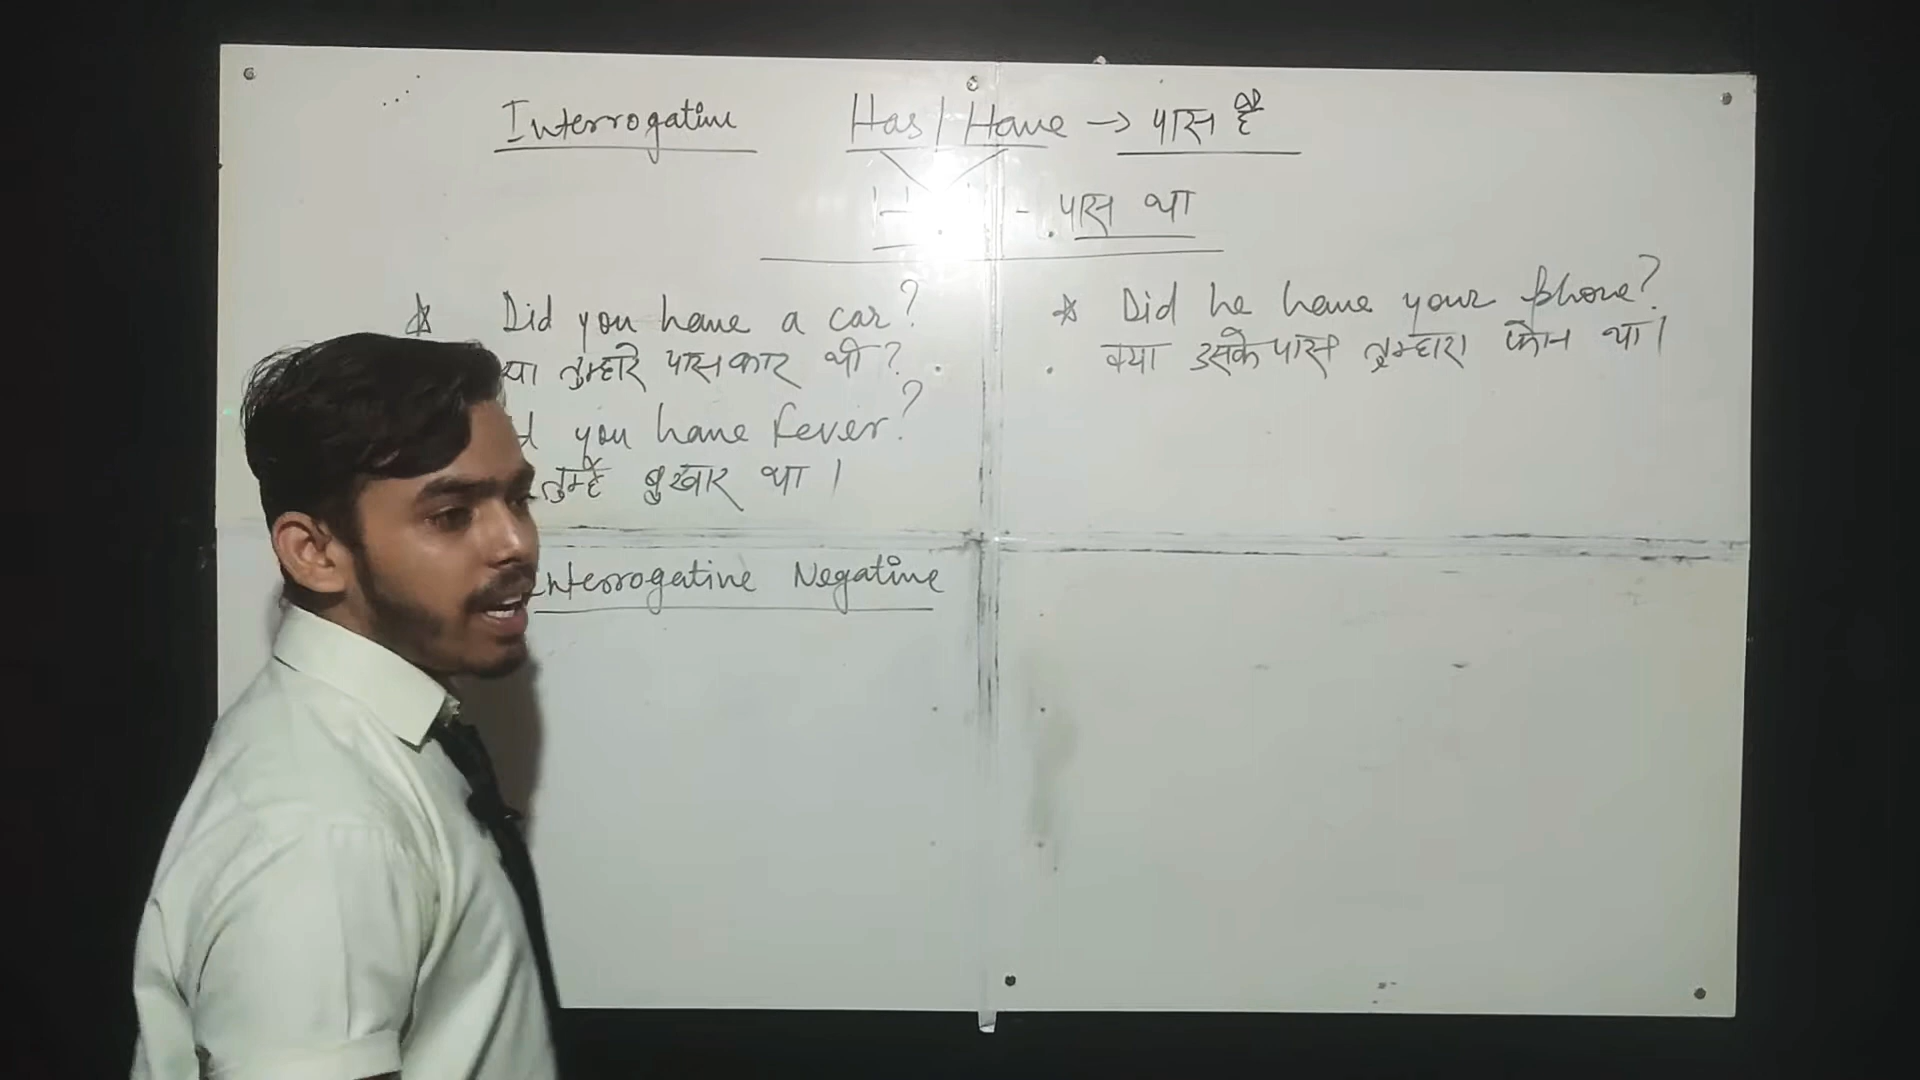 Interrogative Has / Have → पास है
- पास था
Did you have a car?
तुम्हारे पास कार थी?
you have fever?
तुम्हें बुखार था।
Did he have your phone?
क्या उसके पास तुम्हारा फोन था।
Interrogative Negative